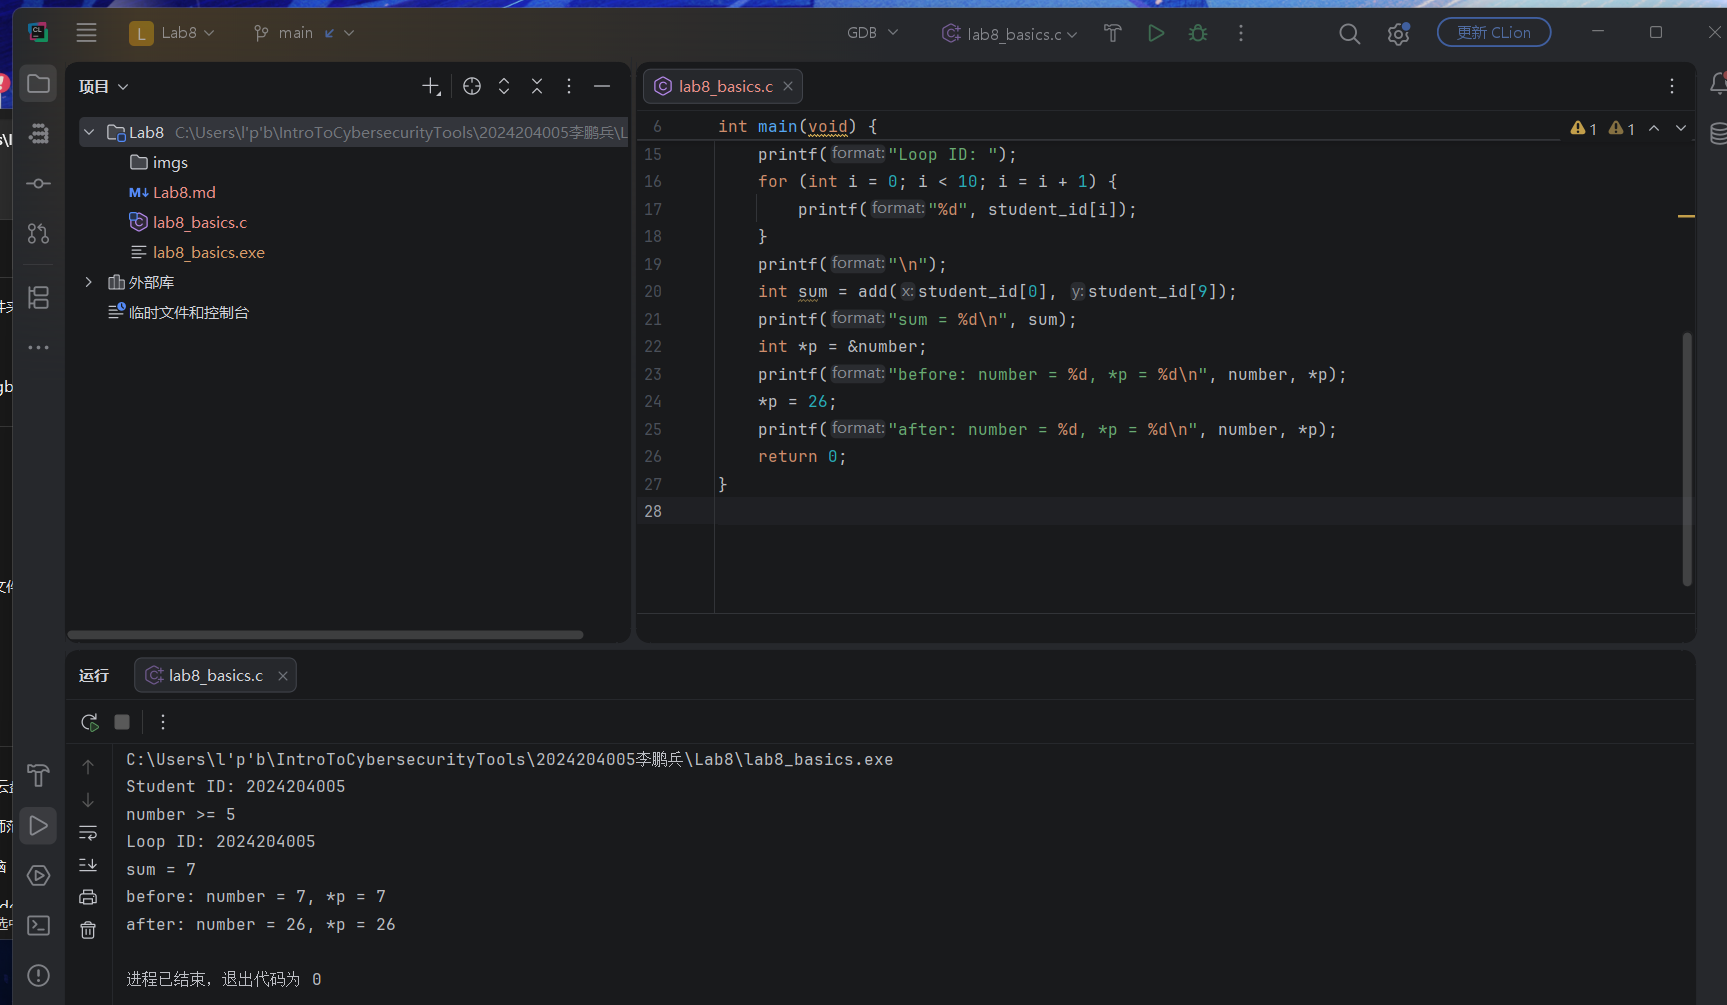 L Lab8 main GDB lab8_basics.c 更新 CLion
项目
Lab8 C:\Users\l'p'b\IntroToCybersecurityTools\2024204005李鹏兵\L
imgs
M↓ Lab8.md
lab8_basics.c
lab8_basics.exe
外部库
临时文件和控制台
lab8_basics.c
6 int main(void) { 1 1
15 printf(format:"Loop ID: ");
16 for (int i = 0; i < 10; i = i + 1) {
17 printf(format:"%d", student_id[i]);
18 }
19 printf(format:"\n");
20 int sum = add(x:student_id[0], y:student_id[9]);
21 printf(format:"sum = %d\n", sum);
22 int *p = &number;
23 printf(format:"before: number = %d, *p = %d\n", number, *p);
24 *p = 26;
25 printf(format:"after: number = %d, *p = %d\n", number, *p);
26 return 0;
27 }
28
运行 lab8_basics.c
C:\Users\l'p'b\IntroToCybersecurityTools\2024204005李鹏兵\Lab8\lab8_basics.exe
Student ID: 2024204005
number >= 5
Loop ID: 2024204005
sum = 7
before: number = 7, *p = 7
after: number = 26, *p = 26
进程已结束，退出代码为 0